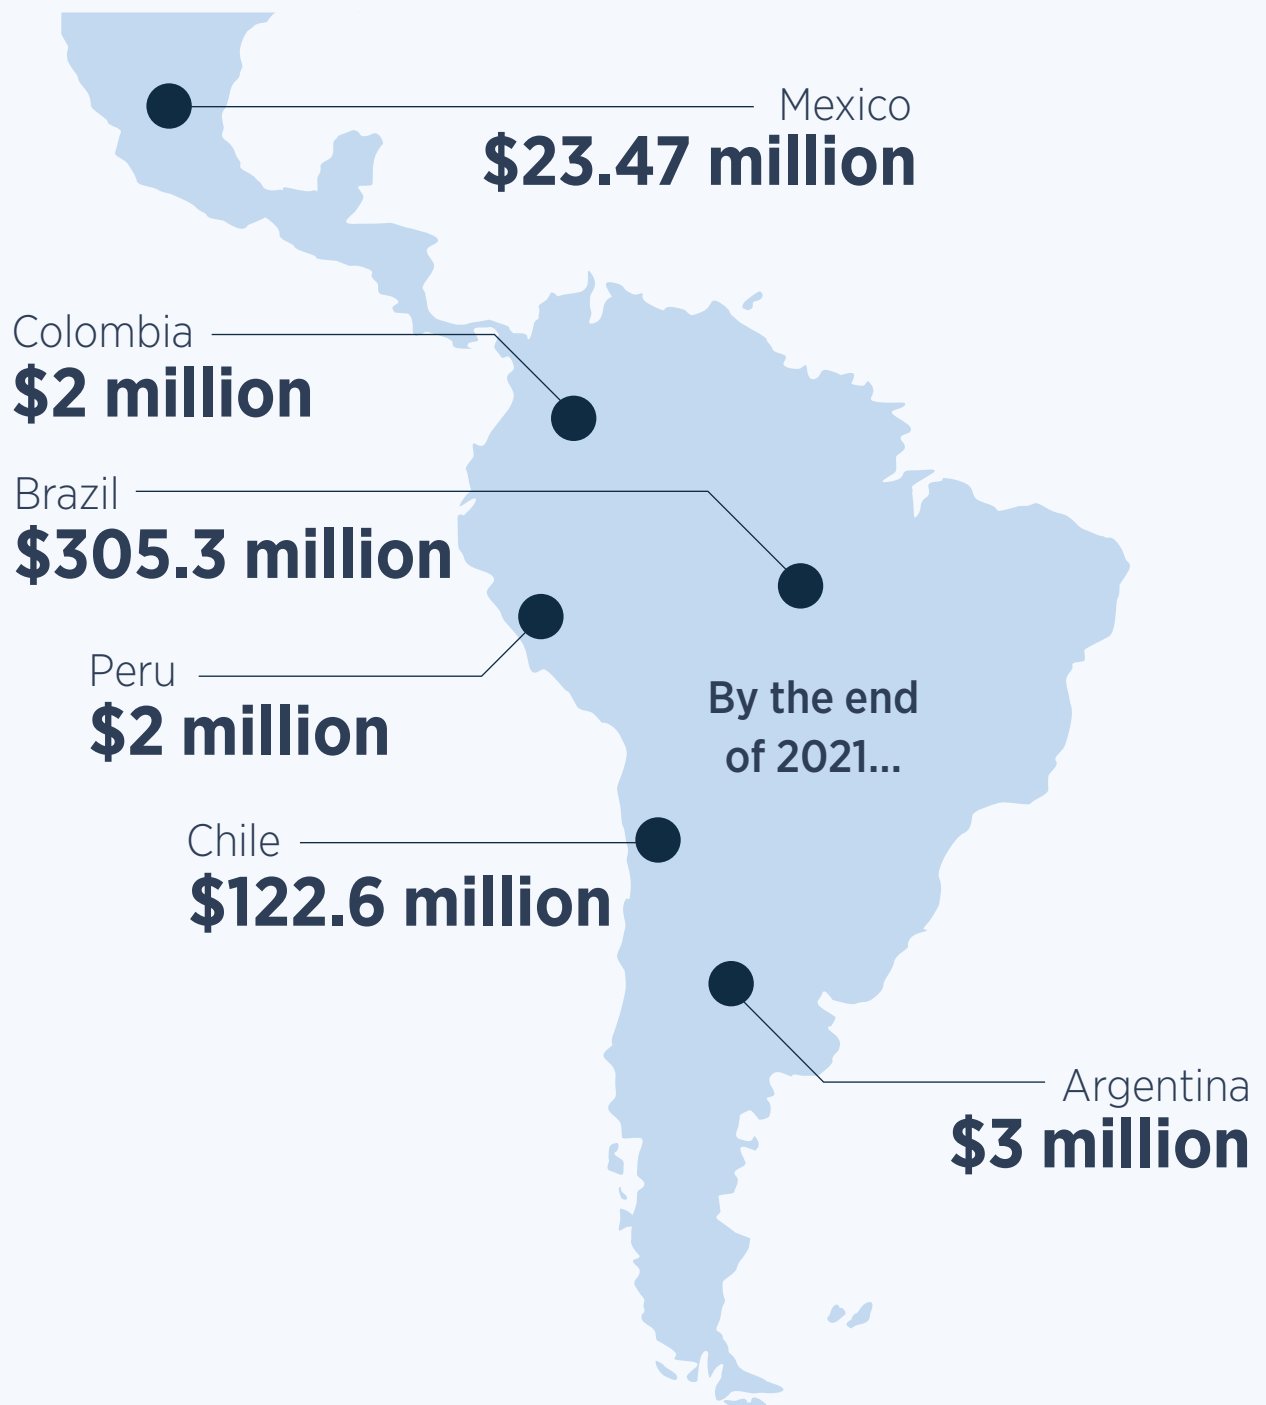 Mexico
$23.47 million
Colombia
$2 million
Brazil
$305.3 million
Peru
$2 million
By the end
of 2021...
Chile
$122.6 million
Argentina
$3 million